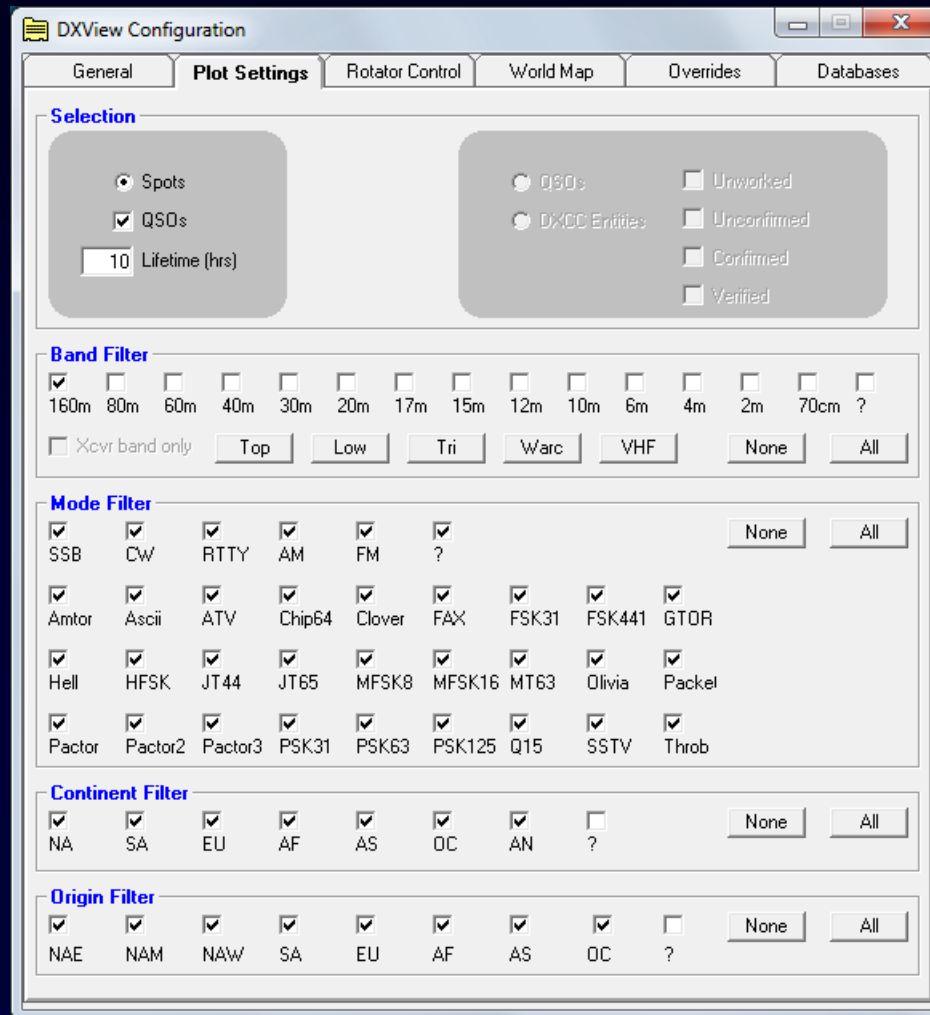 DXView Configuration
General Plot Settings Rotator Control World Map Overrides Databases
Selection
Spots QSOs Unworked
QSOs DXCC Entities Unconfirmed
10 Lifetime (hrs) Confirmed
Verified
Band Filter
160m 80m 60m 40m 30m 20m 17m 15m 12m 10m 6m 4m 2m 70cm ?
Xcvr band only Top Low Tri Warc VHF None All
Mode Filter
None All
SSB CW RTTY AM FM ?
Amtor Ascii ATV Chip64 Clover FAX FSK31 FSK441 GTOR
Hell HFSK JT44 JT65 MFSK8 MFSK16 MT63 Olivia Packet
Pactor Pactor2 Pactor3 PSK31 PSK63 PSK125 Q15 SSTV Throb
Continent Filter
None All
NA SA EU AF AS OC AN ?
Origin Filter
None All
NAE NAM NAW SA EU AF AS OC ?